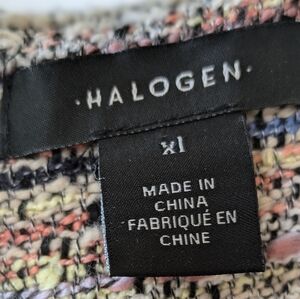 ·HALOGEN·
xl
MADE IN
CHINA
FABRIQUÉ EN
CHINE